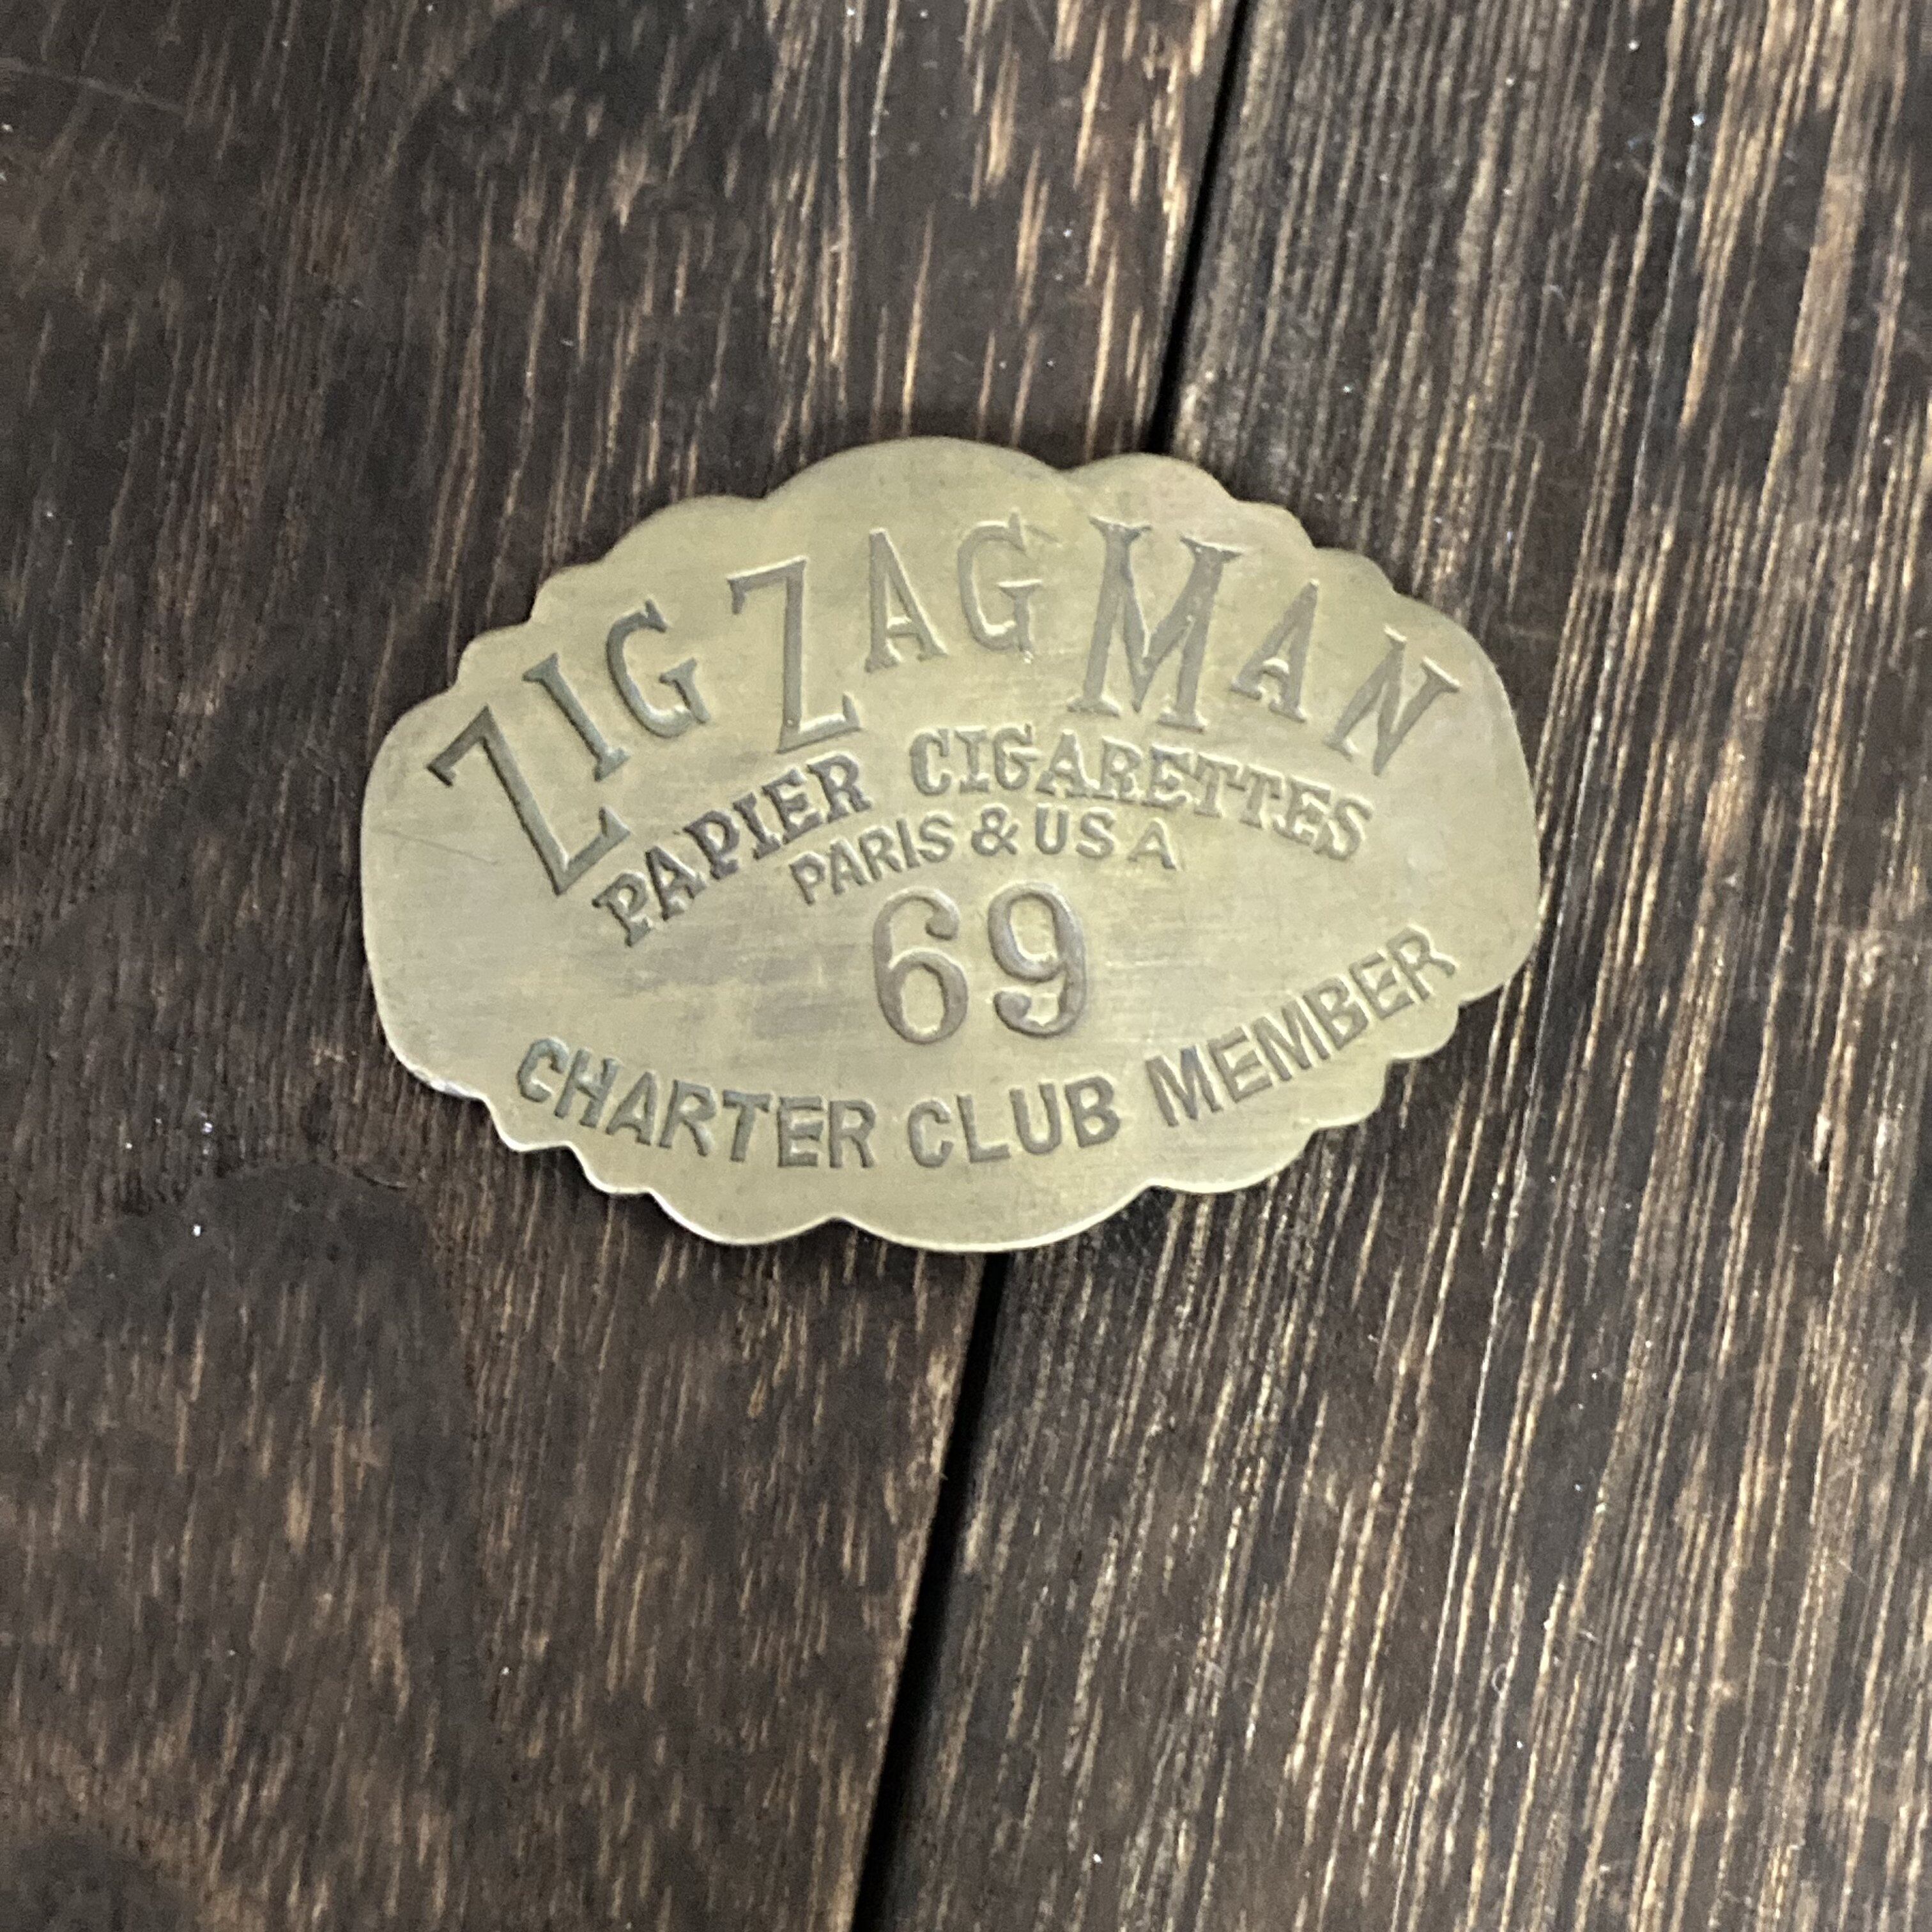 ZIG ZAG MAN
PAPIER CIGARETTES
PARIS & USA
69
CHARTER CLUB MEMBER